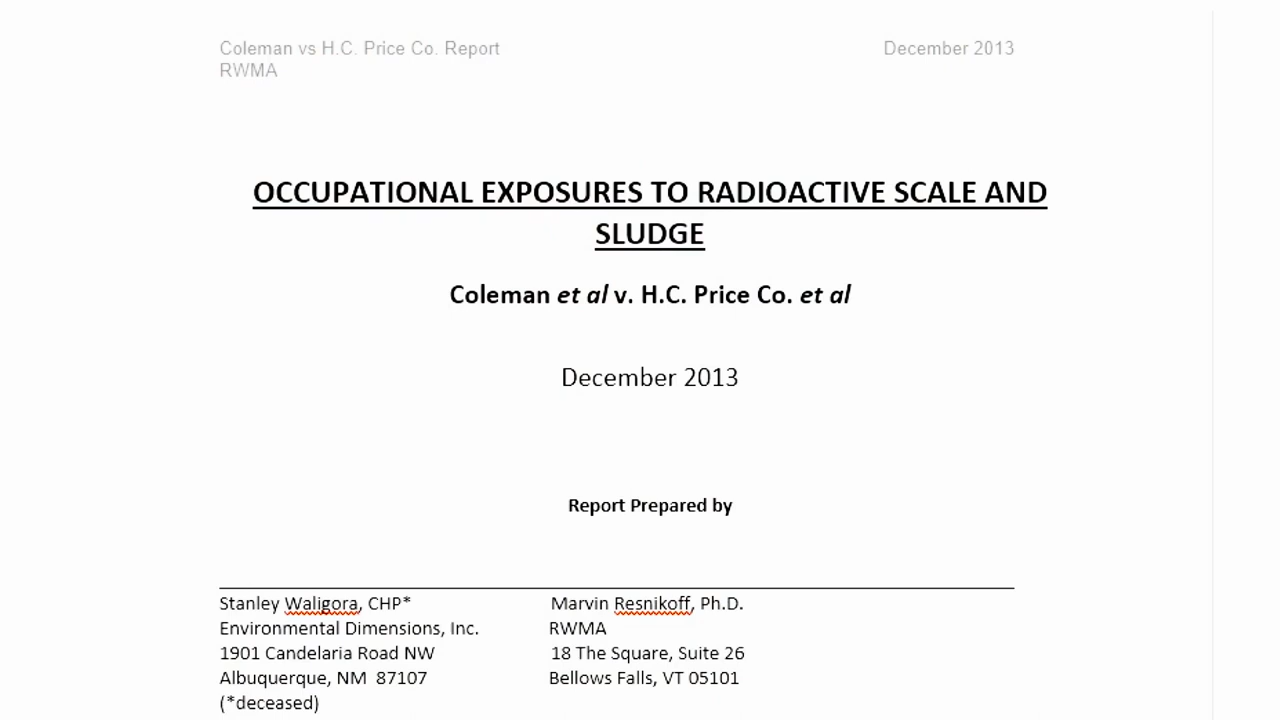 Coleman vs H.C. Price Co. Report December 2013
RWMA
OCCUPATIONAL EXPOSURES TO RADIOACTIVE SCALE AND
SLUDGE
Coleman et al v. H.C. Price Co. et al
December 2013
Report Prepared by
Stanley Waligora, CHP* Marvin Resnikoff, Ph.D.
Environmental Dimensions, Inc. RWMA
1901 Candelaria Road NW 18 The Square, Suite 26
Albuquerque, NM 87107 Bellows Falls, VT 05101
(*deceased)